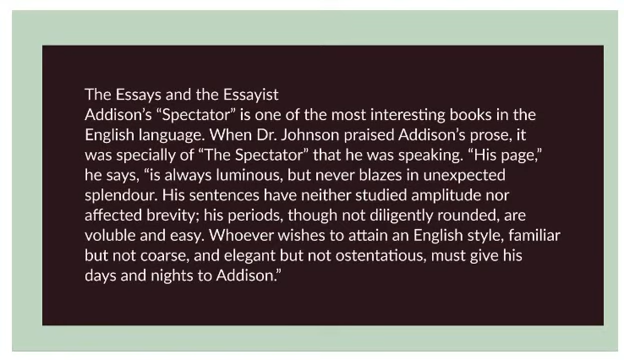 The Essays and the Essayist
Addison’s “Spectator” is one of the most interesting books in the
English language. When Dr. Johnson praised Addison’s prose, it
was specially of “The Spectator” that he was speaking. “His page,”
he says, “is always luminous, but never blazes in unexpected
splendour. His sentences have neither studied amplitude nor
affected brevity; his periods, though not diligently rounded, are
voluble and easy. Whoever wishes to attain an English style, familiar
but not coarse, and elegant but not ostentatious, must give his
days and nights to Addison.”